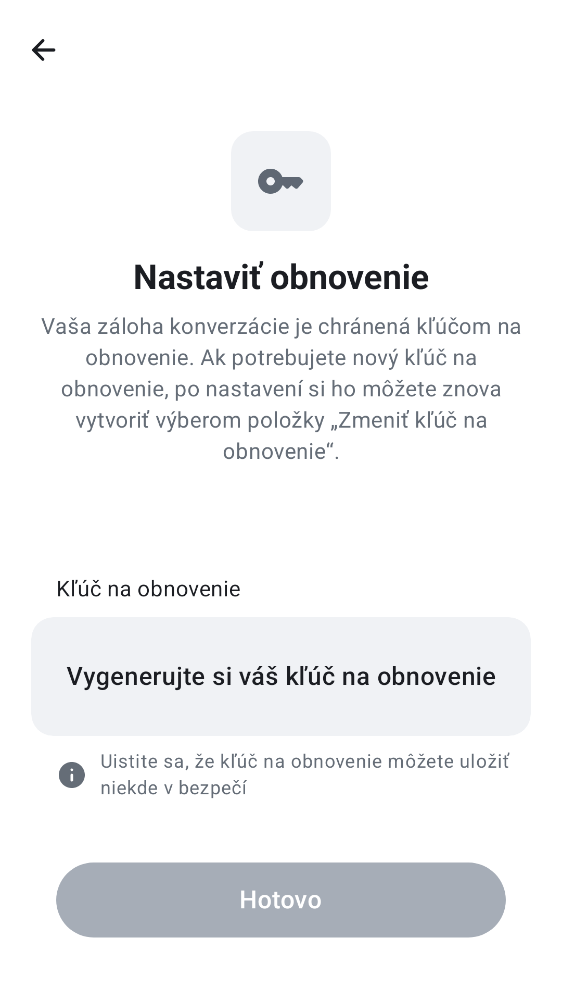 Nastaviť obnovenie
Vaša záloha konverzácie je chránená kľúčom na
obnovenie. Ak potrebujete nový kľúč na
obnovenie, po nastavení si ho môžete znova
vytvoriť výberom položky „Zmeniť kľúč na
obnovenie“.
Kľúč na obnovenie
Vygenerujte si váš kľúč na obnovenie
Uistite sa, že kľúč na obnovenie môžete uložiť
niekde v bezpečí
Hotovo